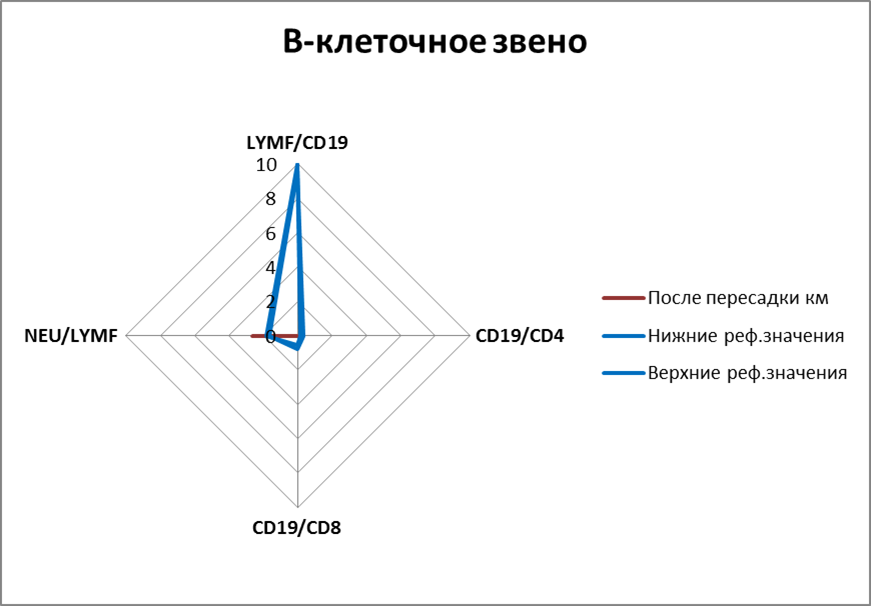 В-клеточное звено
LYMF/CD19
10
8
6
4
2
0
NEU/LYMF
CD19/CD4
CD19/CD8
После пересадки км
Нижние реф.значения
Верхние реф.значения